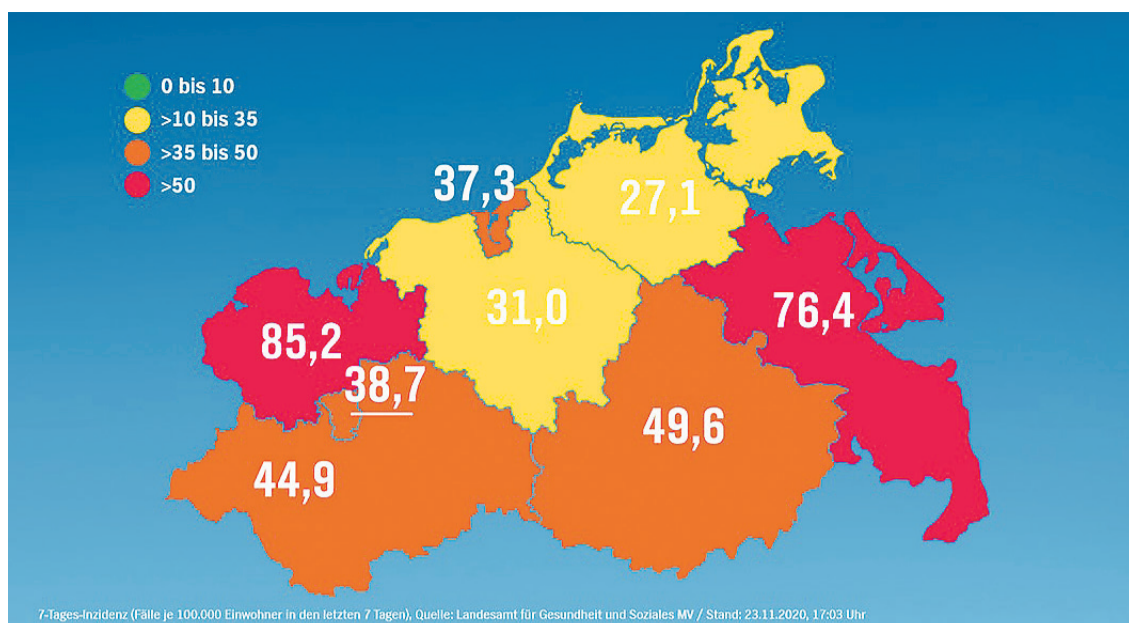 0 bis 10
>10 bis 35
>35 bis 50
>50
37,3
27,1
31,0
76,4
85,2
38,7
49,6
44,9
7-Tages-Inzidenz (Fälle je 100.000 Einwohner in den letzten 7 Tagen), Quelle: Landesamt für Gesundheit und Soziales MV / Stand: 23.11.2020, 17:03 Uhr